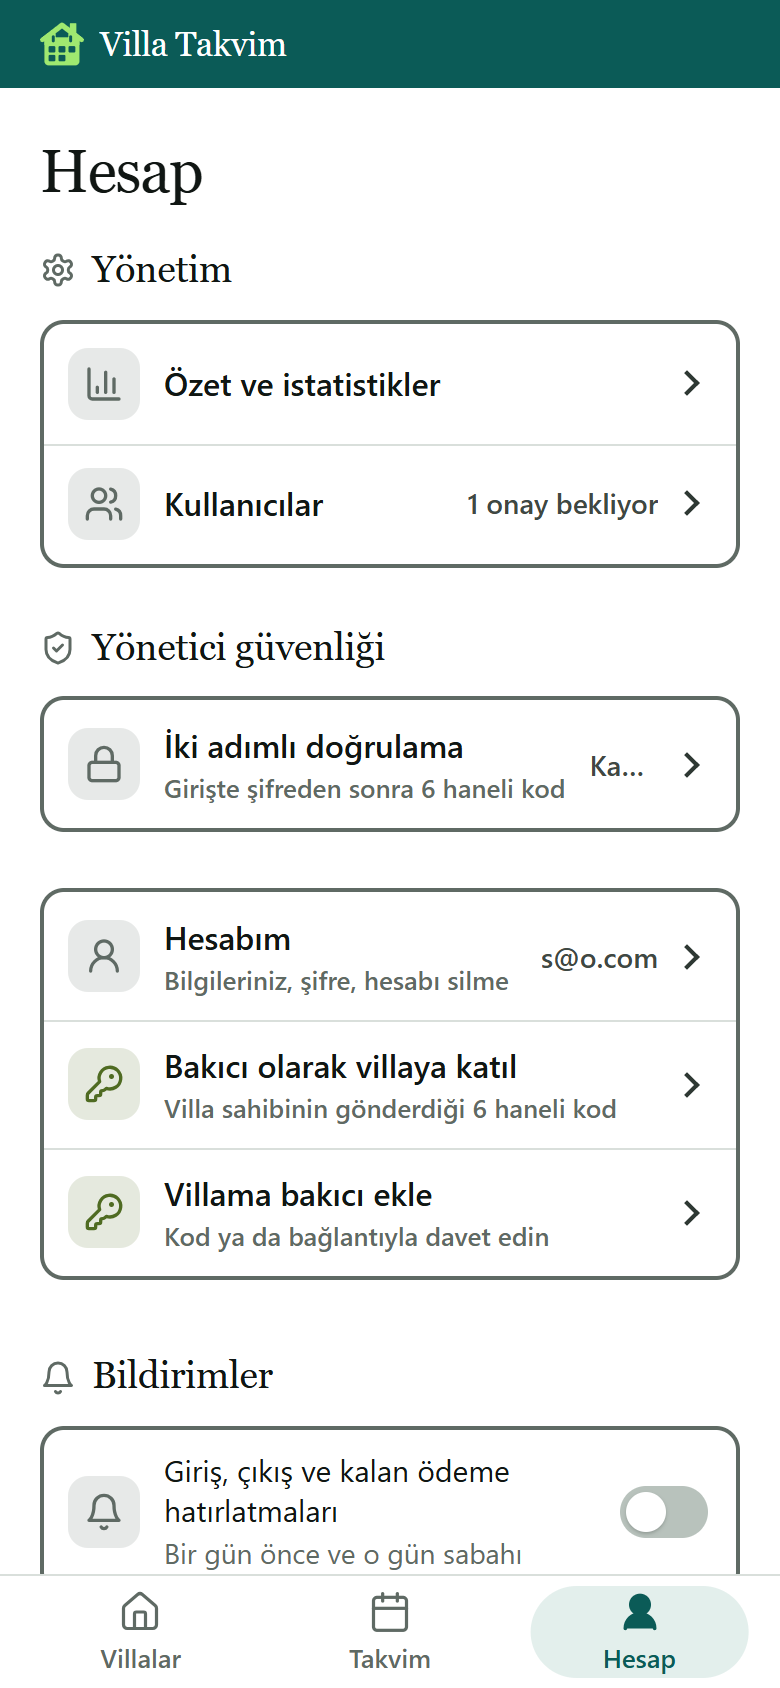 Villa Takvim
Hesap
Yönetim
Özet ve istatistikler
Kullanıcılar 1 onay bekliyor
Yönetici güvenliği
İki adımlı doğrulama
Girişte şifreden sonra 6 haneli kod
Ka...
Hesabım
Bilgileriniz, şifre, hesabı silme
s@o.com
Bakıcı olarak villaya katıl
Villa sahibinin gönderdiği 6 haneli kod
Villama bakıcı ekle
Kod ya da bağlantıyla davet edin
Bildirimler
Giriş, çıkış ve kalan ödeme
hatırlatmaları
Bir gün önce ve o gün sabahı
Villalar Takvim Hesap